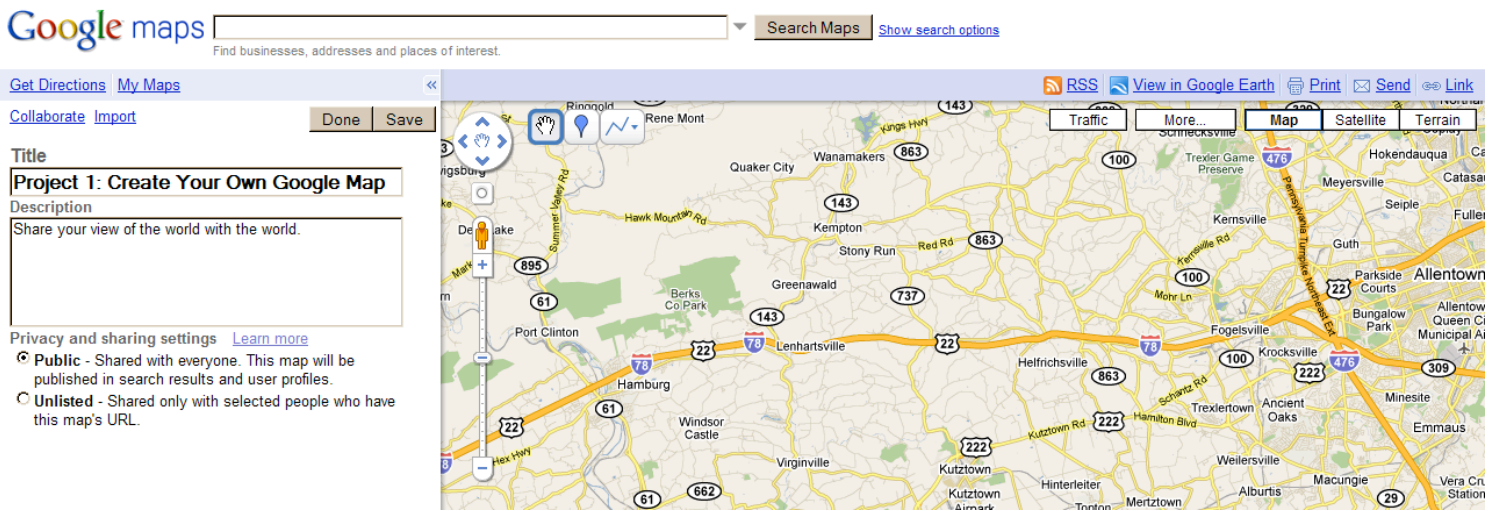 Google maps
Search Maps
Show search options
Find businesses, addresses and places of interest.
Get Directions
My Maps
«
RSS
View in Google Earth
Print
Send
Link
Collaborate
Import
Done
Save
Title
Project 1: Create Your Own Google Map
Description
Share your view of the world with the world.
Privacy and sharing settings
Learn more
Public - Shared with everyone. This map will be
published in search results and user profiles.
Unlisted - Shared only with selected people who have
this map's URL.
Traffic
More...
Map
Satellite
Terrain
Ringgold
Rene Mont
143
Kings Hwy
863
Schnecksville
Quaker City
Wanamakers
100
Trexler Game
Preserve
476
Hokendauqua
Meyersville
Summer Valley Rd
Hawk Mountain Rd
143
Kempton
Stony Run
Red Rd
863
Kernsville
Kernsville Rd
Seiple
Guth
Pennsylvania Tumpike Northeast Ext
895
61
Berks
Co Park
Greenawald
737
100
Mohr Ln
Parkside
Courts
Allentown
22
Bungalow
Park
Port Clinton
143
78
Lenhartsville
22
22
78
Fogelsville
100
Krocksville
222
476
309
78
Hamburg
Helfrichsville
863
Schantz Rd
Trexlertown
Ancient
Oaks
Minesite
Emmaus
61
22
Windsor
Castle
Kutztown Rd
222
Hamilton Blvd
78
Hex Hwy
Virginville
222
Kutztown
Weilersville
Macungie
61
662
Kutztown
Airpark
Hinterleiter
Topton
Mertztown
Alburtis
29